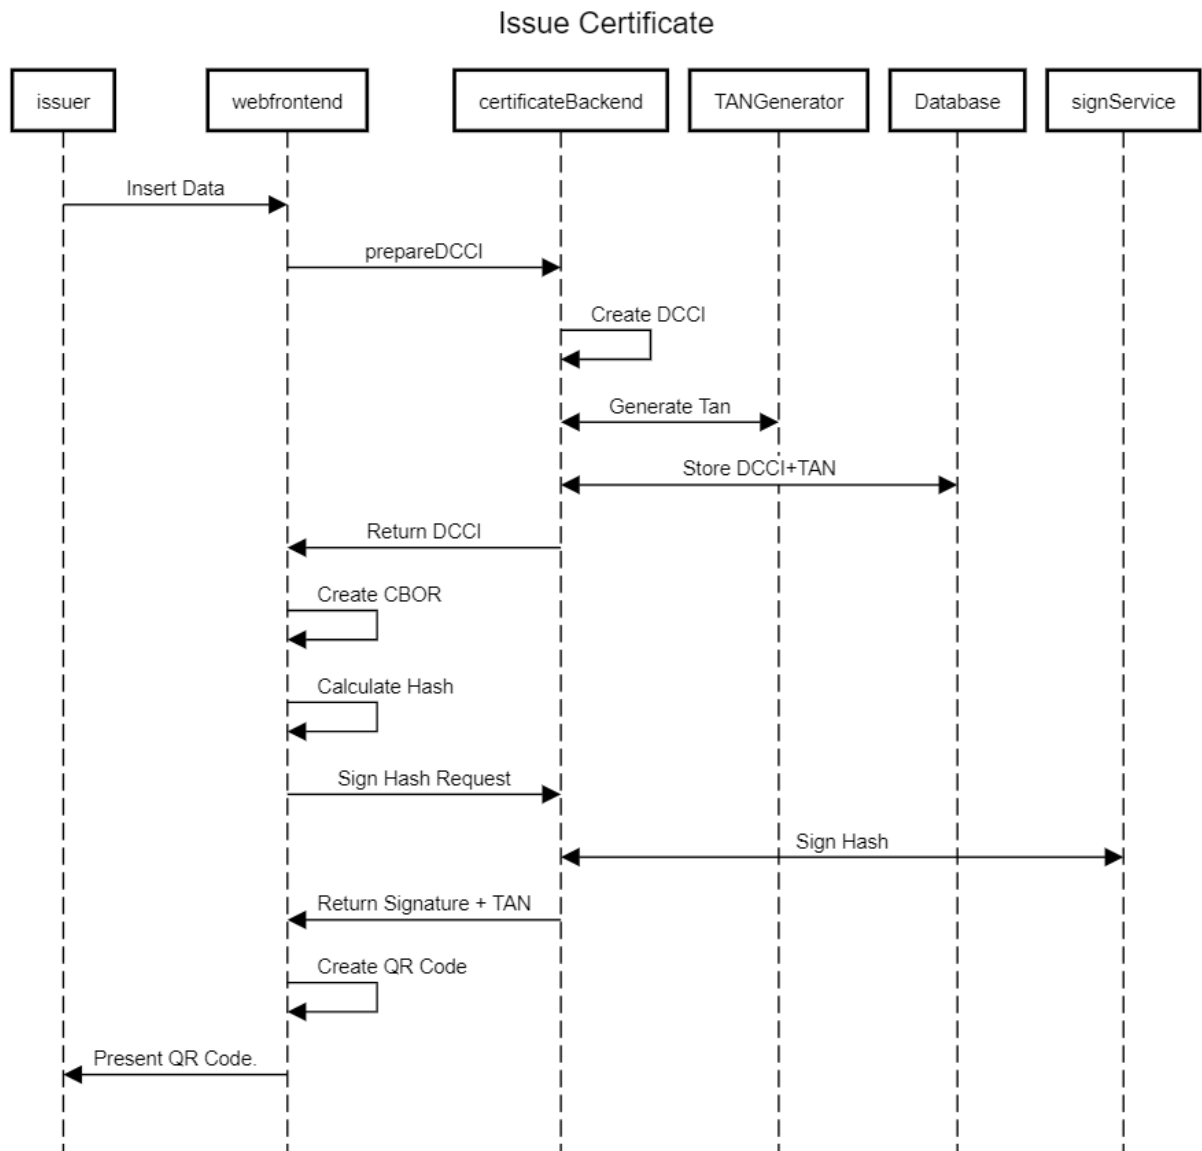 Issue Certificate
issuer
webfrontend
certificateBackend
TANGenerator
Database
signService
Insert Data
prepareDCCI
Create DCCI
Generate Tan
Store DCCI+TAN
Return DCCI
Create CBOR
Calculate Hash
Sign Hash Request
Sign Hash
Return Signature + TAN
Create QR Code
Present QR Code.